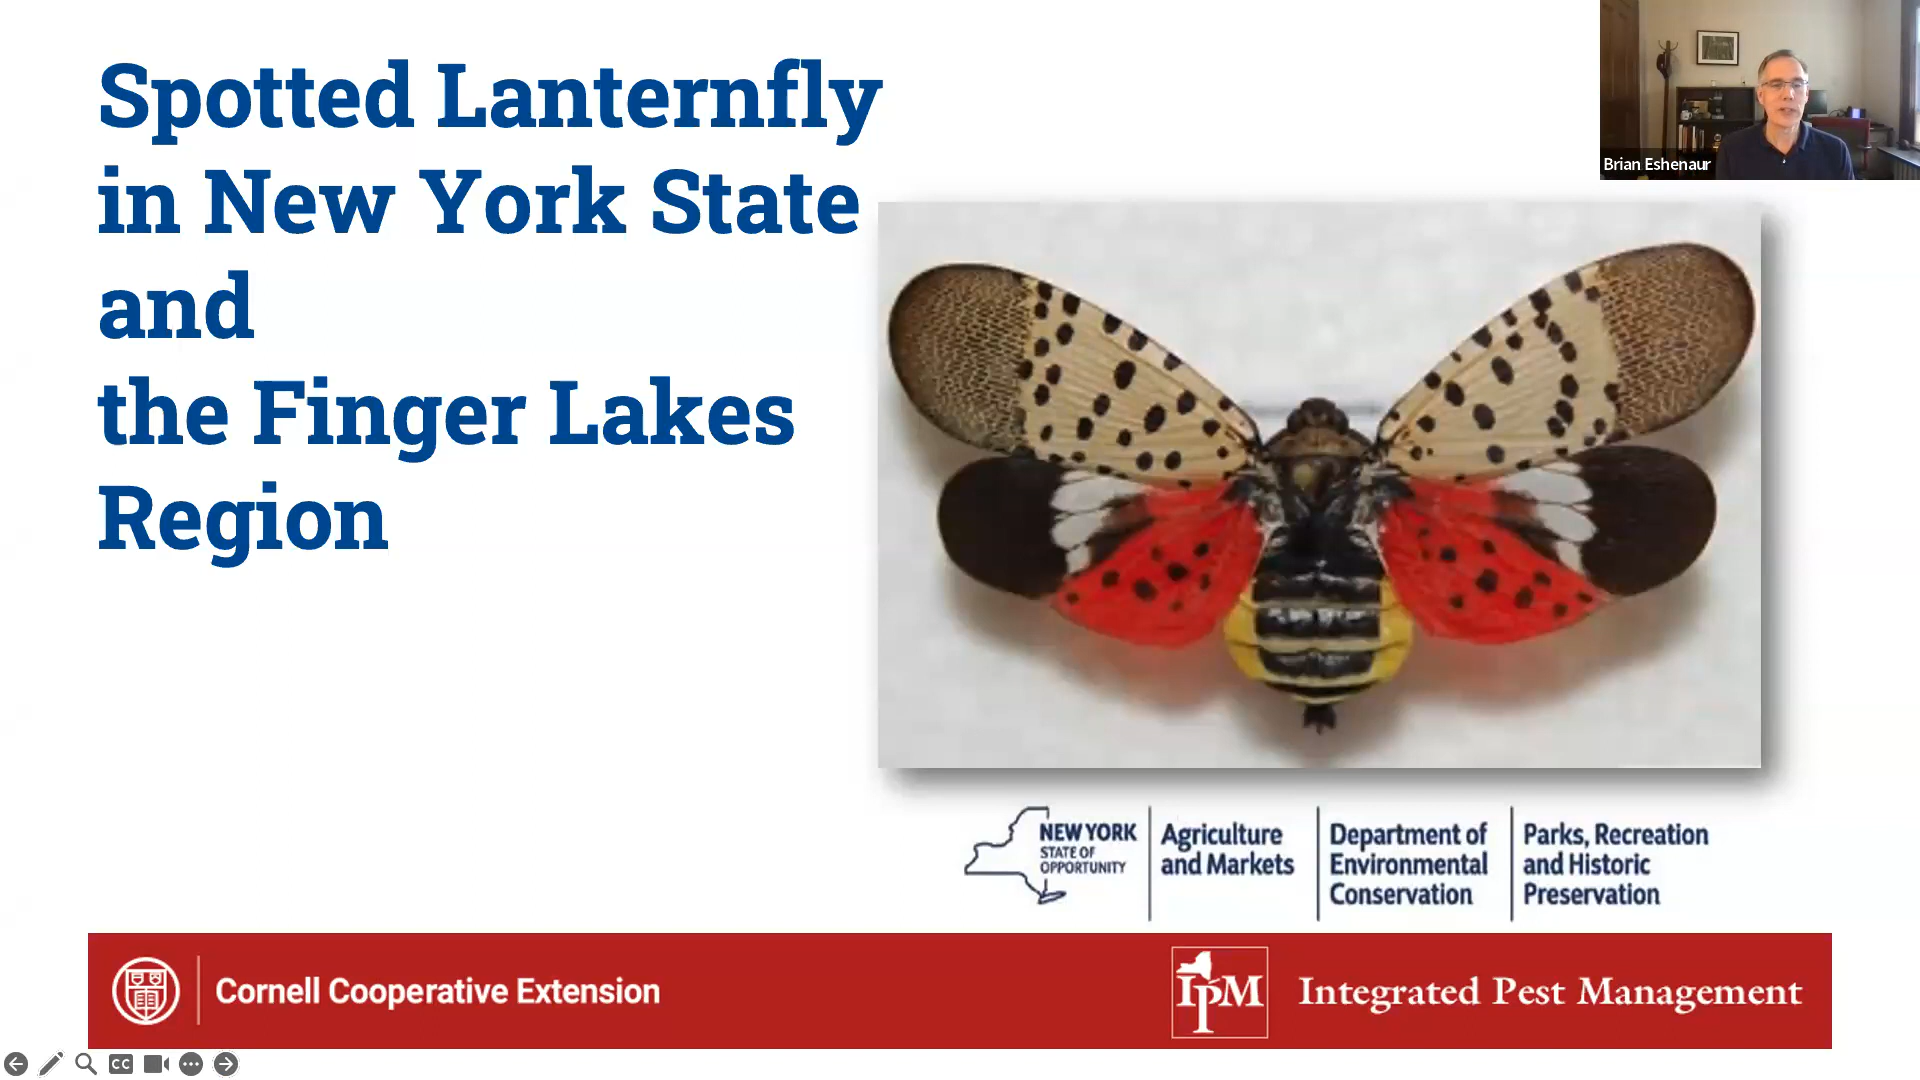 Spotted Lanternfly
in New York State
and
the Finger Lakes
Region
Brian Eshenaur
NEW YORK
STATE OF
OPPORTUNITY
Agriculture
and Markets
Department of
Environmental
Conservation
Parks, Recreation
and Historic
Preservation
Cornell Cooperative Extension
IPM
Integrated Pest Management
CC